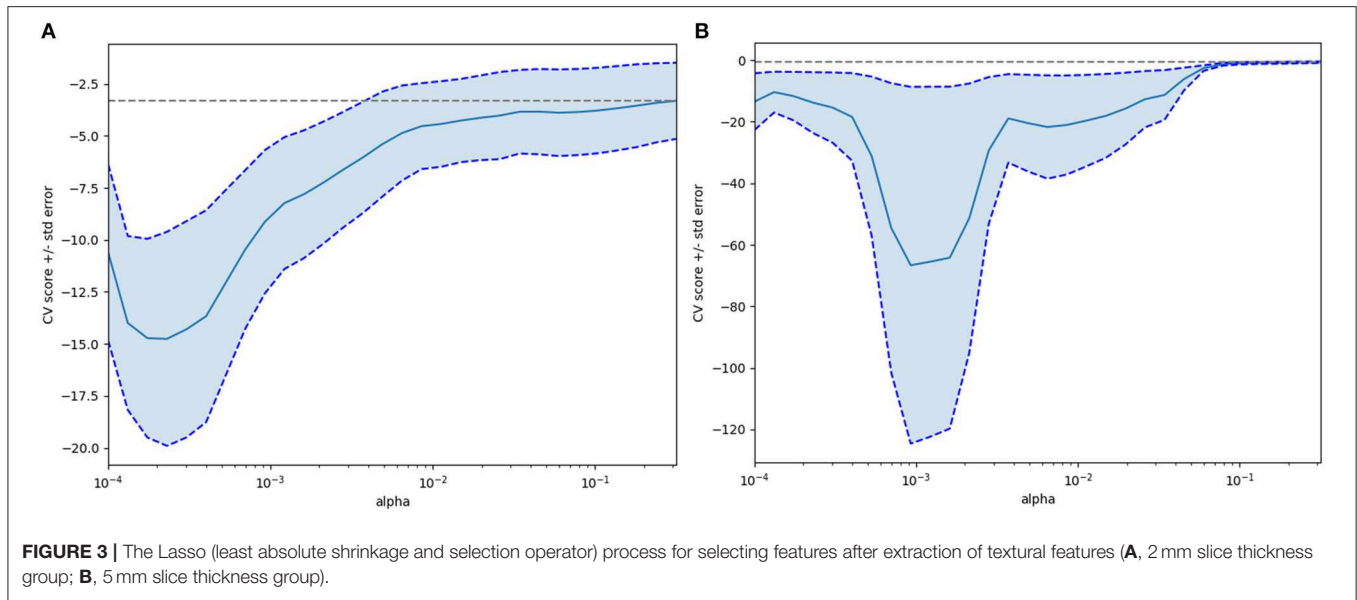 A
B
CV score +/- std error
−2.5
−5.0
−7.5
−10.0
−12.5
−15.0
−17.5
−20.0
10⁻⁴
10⁻³
10⁻²
10⁻¹
alpha
CV score +/- std error
0
−20
−40
−60
−80
−100
−120
10⁻⁴
10⁻³
10⁻²
10⁻¹
alpha
FIGURE 3 | The Lasso (least absolute shrinkage and selection operator) process for selecting features after extraction of textural features (A, 2 mm slice thickness
group; B, 5 mm slice thickness group).